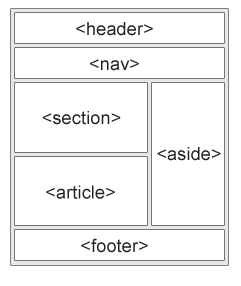 <header>
<nav>
<section>
<aside>
<article>
<footer>